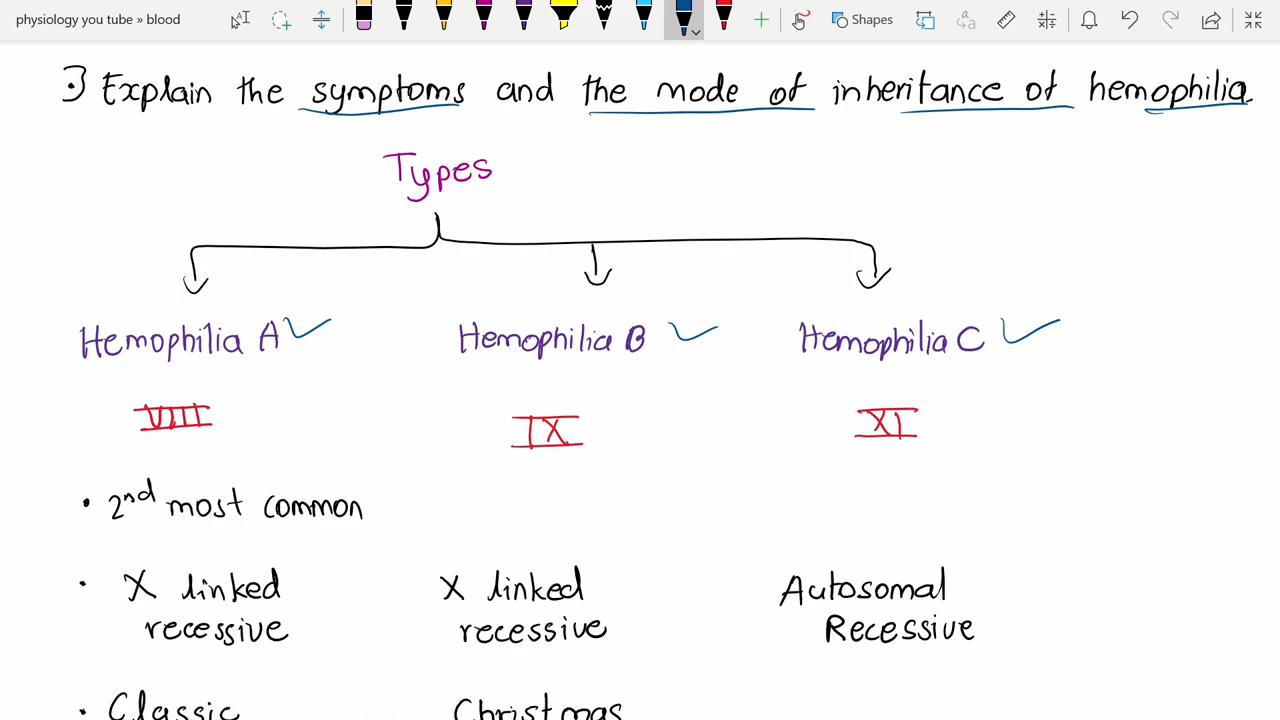 physiology you tube » blood
Shapes
3) Explain the symptoms and the mode of inheritance of hemophilia.
Types
Hemophilia A Hemophilia B Hemophilia C
VIII IX XI
• 2nd most common
• X linked X linked Autosomal
recessive recessive Recessive
• Classic Christmas